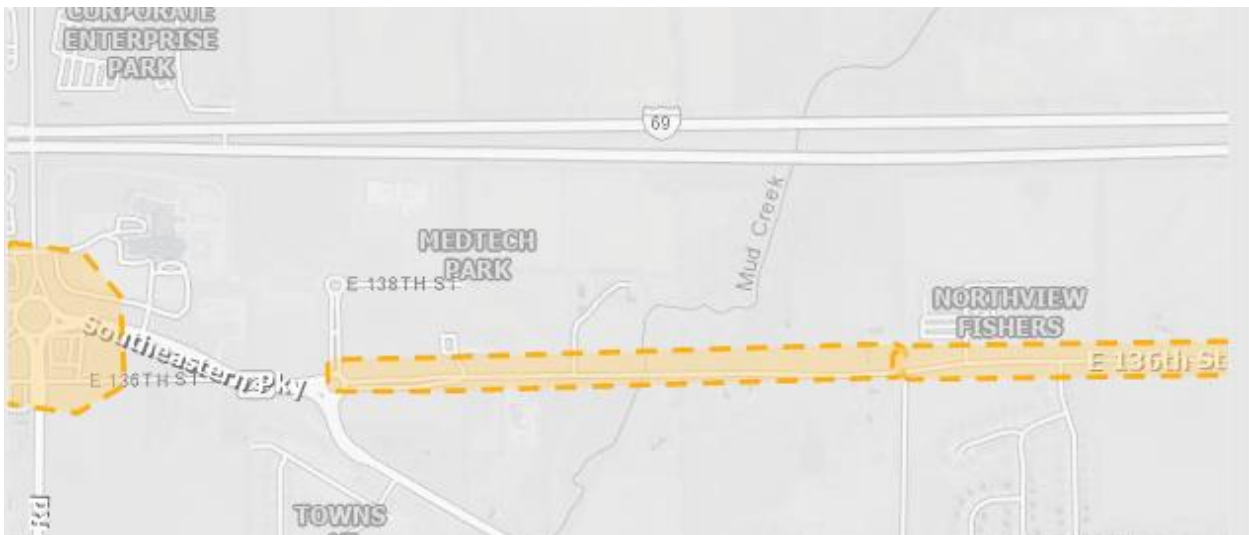 CORPORATE
ENTERPRISE
PARK
69
Mud Creek
MEDTECH
PARK
E 138TH ST
NORTHVIEW
FISHERS
Southeastern Pky
E 136TH ST
E 136th St
Rd
TOWNS